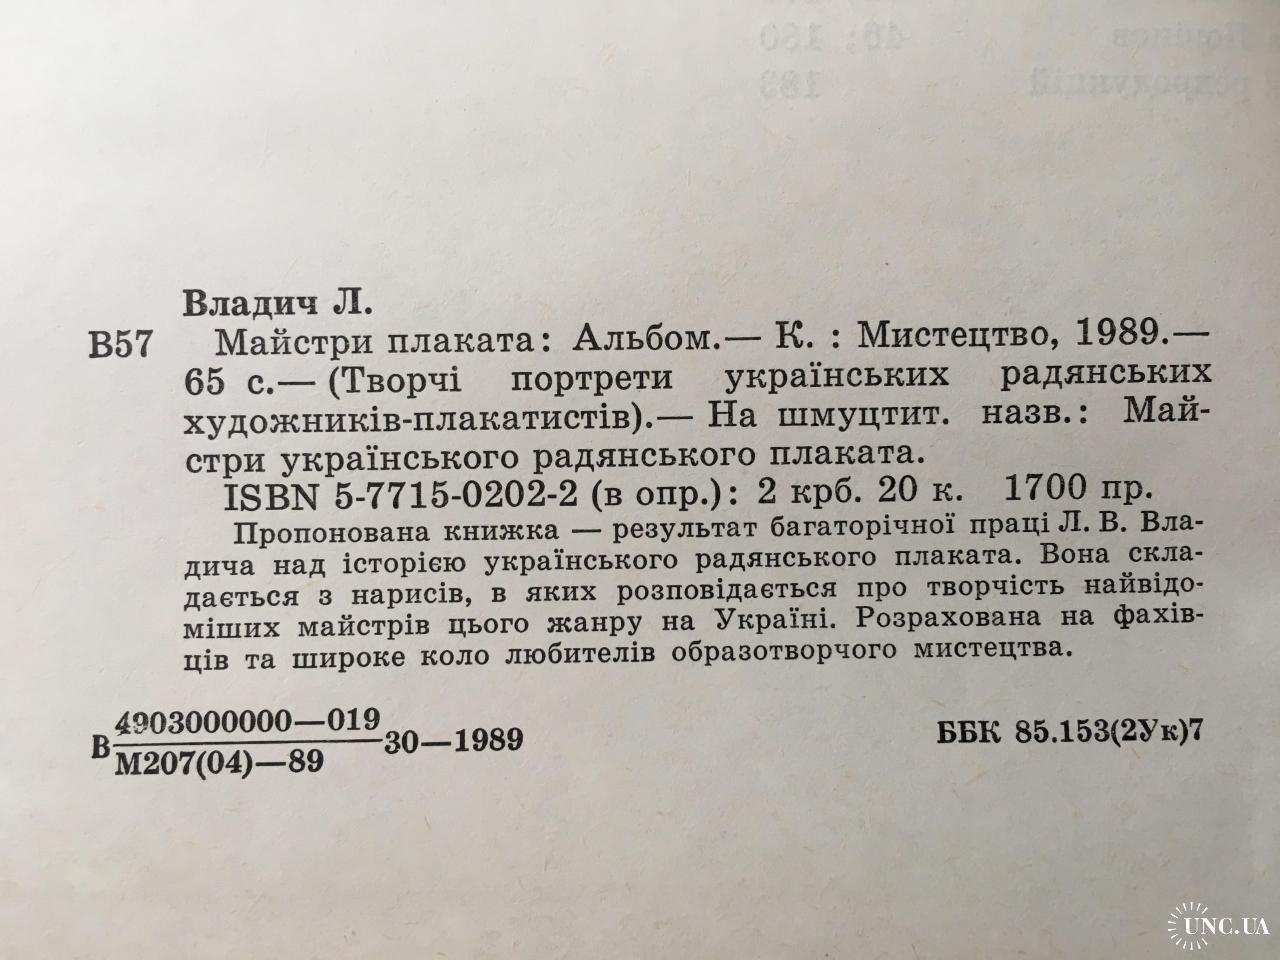 Владич Л.
В57 Майстри плаката: Альбом.— К. : Мистецтво, 1989.—
65 с.— (Творчі портрети українських радянських
художників-плакатистів).— На шмуцтит. назв.: Май-
стри українського радянського плаката.
ISBN 5-7715-0202-2 (в опр.): 2 крб. 20 к. 1700 пр.
Пропонована книжка — результат багаторічної праці Л. В. Вла-
дича над історією українського радянського плаката. Вона скла-
дається з нарисів, в яких розповідається про творчість найвідо-
міших майстрів цього жанру на Україні. Розрахована на фахів-
ців та широке коло любителів образотворчого мистецтва.
4903000000—019
В 30—1989
М207(04)—89
ББК 85.153(2Ук)7
UNC.UA